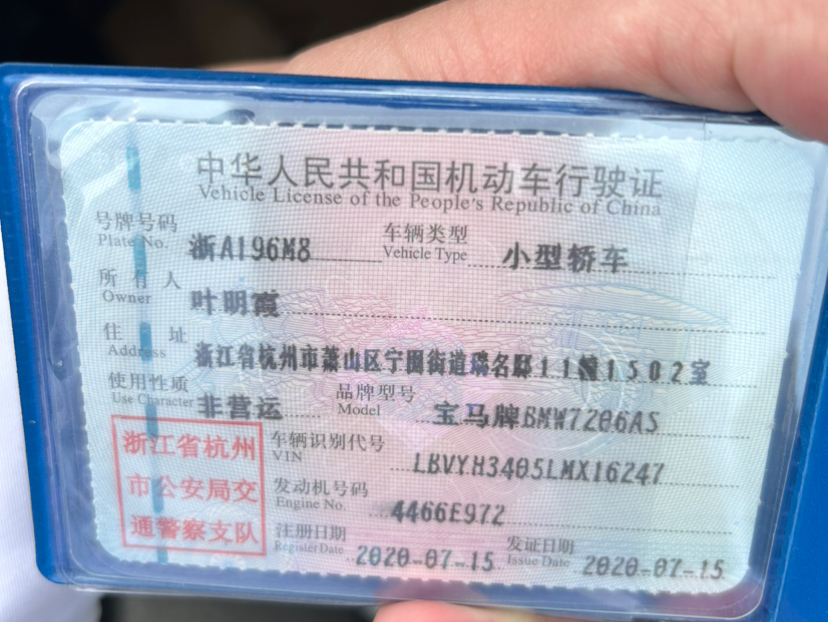 中华人民共和国机动车行驶证
Vehicle License of the People's Republic of China
号牌号码 浙A196M8 车辆类型 小型轿车
Plate No. Vehicle Type
所有人 叶明霞
Owner
住址 浙江省杭州市萧山区宁围街道瑞名邸11幢1502室
Address
使用性质 非营运 品牌型号 宝马牌BMW7206AS
Use Character Model
浙江省杭州 车辆识别代号 LBVYH3405LMX16247
VIN
市公安局交 发动机号码 4466E972
Engine No.
通警察支队 注册日期 2020-07-15 发证日期 2020-07-15
Register Date Issue Date